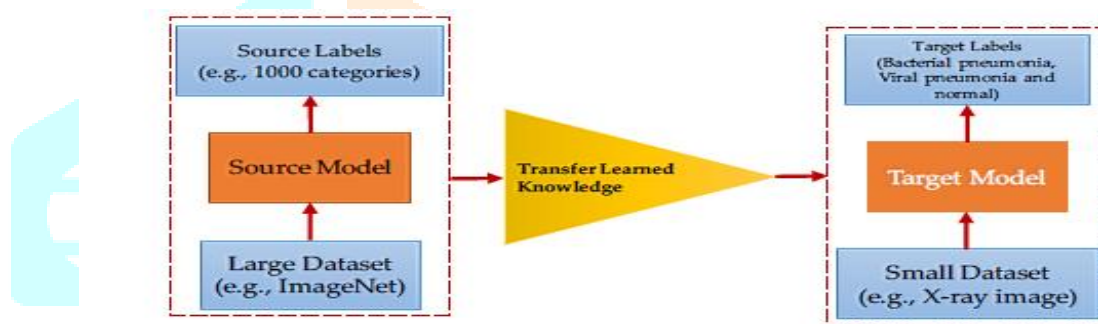 Source Labels
(e.g., 1000 categories)
Source Model
Large Dataset
(e.g., ImageNet)
Transfer Learned
Knowledge
Target Labels
(Bacterial pneumonia,
Viral pneumonia and
normal)
Target Model
Small Dataset
(e.g., X-ray image)